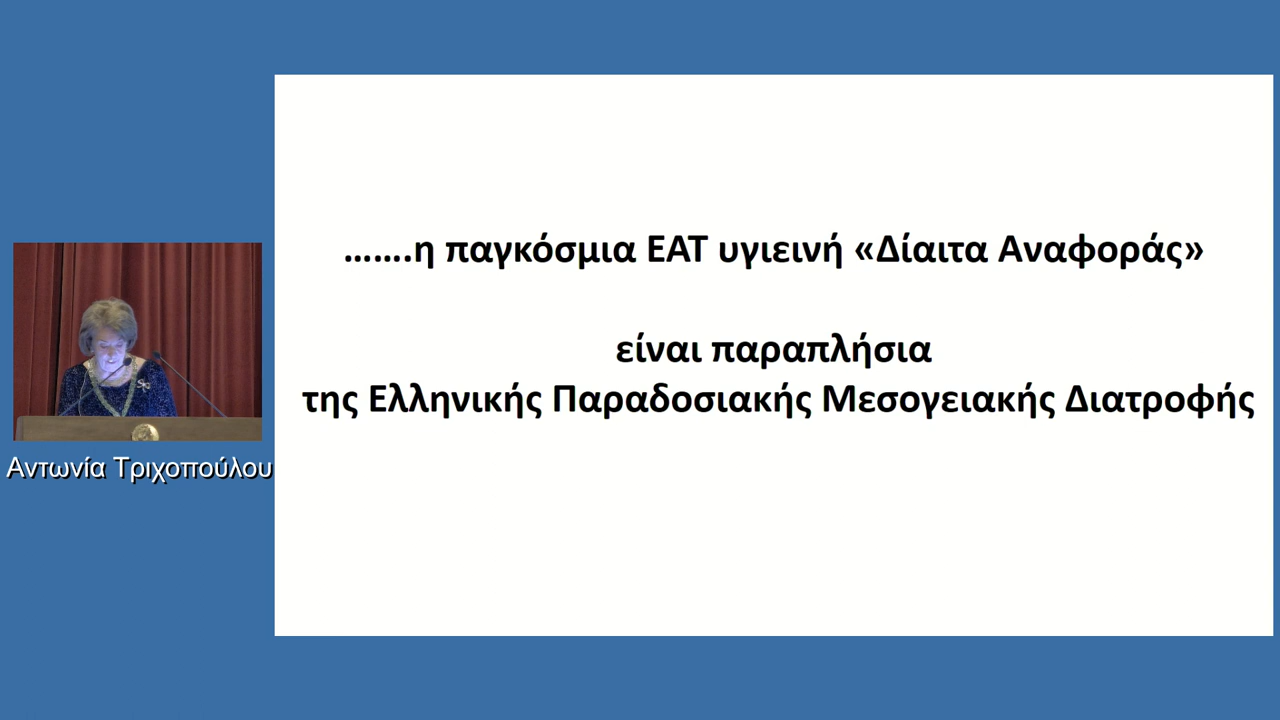 …….η παγκόσμια ΕΑΤ υγιεινή «Δίαιτα Αναφοράς»
είναι παραπλήσια
της Ελληνικής Παραδοσιακής Μεσογειακής Διατροφής
Αντωνία Τριχοπούλου